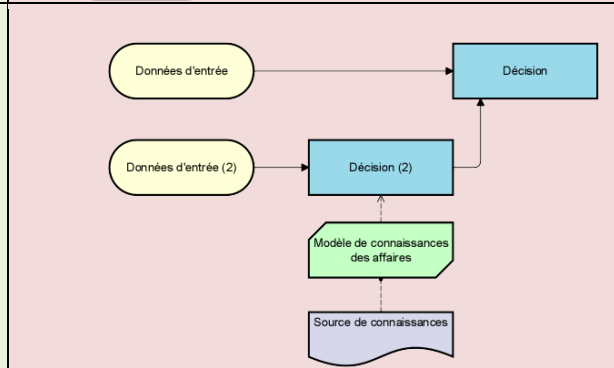 Données d'entrée
Décision
Données d'entrée (2)
Décision (2)
Modèle de connaissances
des affaires
Source de connaissances